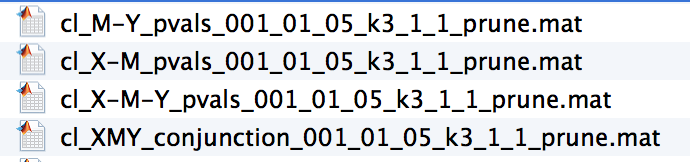 cl_M-Y_pvals_001_01_05_k3_1_1_prune.mat
cl_X-M_pvals_001_01_05_k3_1_1_prune.mat
cl_X-M-Y_pvals_001_01_05_k3_1_1_prune.mat
cl_XMY_conjunction_001_01_05_k3_1_1_prune.mat